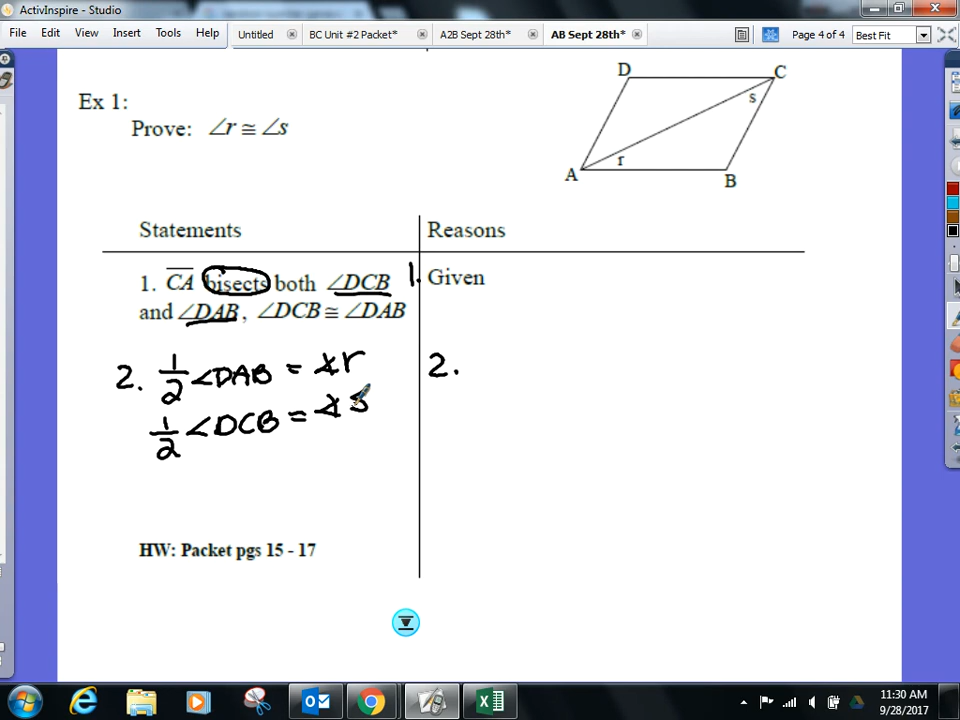 ActivInspire - Studio
File Edit View Insert Tools Help
Untitled BC Unit #2 Packet* A2B Sept 28th* AB Sept 28th*
Page 4 of 4 Best Fit
Ex 1:
Prove: ∠r ≅ ∠s
D C
s
r
A B
Statements Reasons
1. C̅A̅ bisects both ∠DCB 1. Given
and ∠DAB, ∠DCB ≅ ∠DAB
2. 1/2 ∠DAB = ∡r 2.
1/2 ∠DCB = ∡s
HW: Packet pgs 15 - 17
11:30 AM
9/28/2017